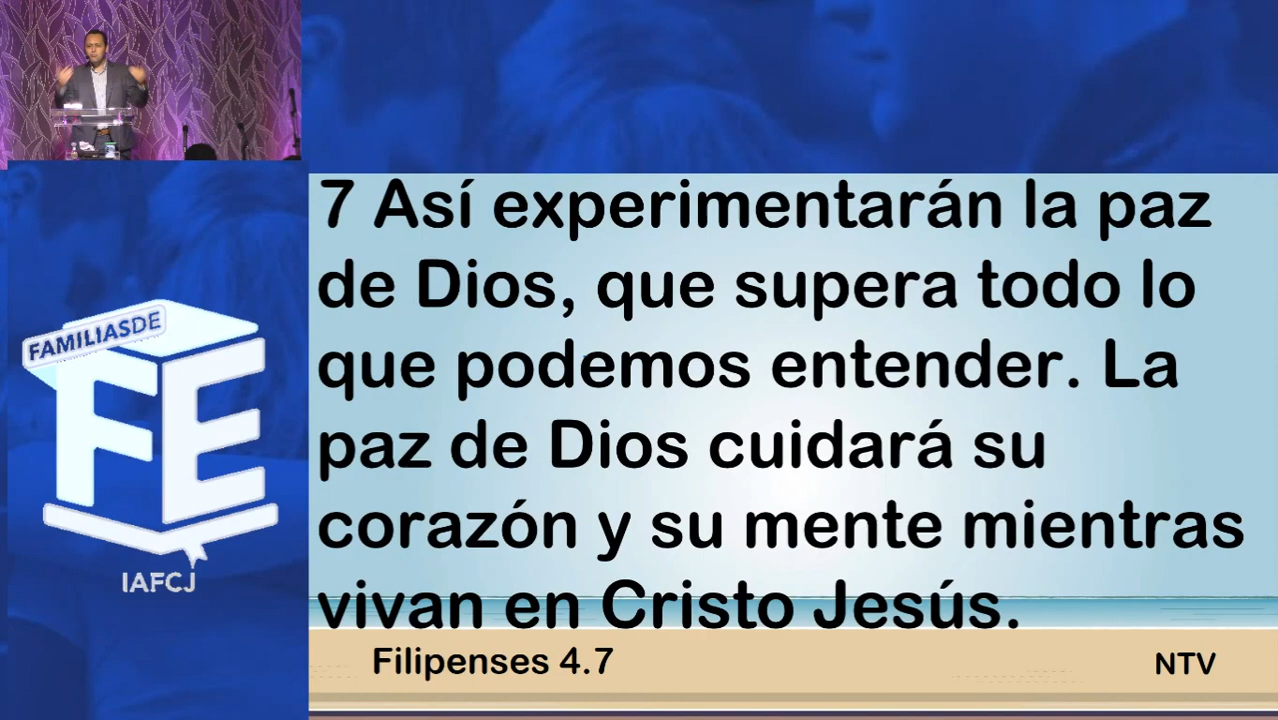 7 Así experimentarán la paz
de Dios, que supera todo lo
que podemos entender. La
paz de Dios cuidará su
corazón y su mente mientras
vivan en Cristo Jesús.
Filipenses 4.7
NTV
FAMILIASDE
FE
IAFCJ